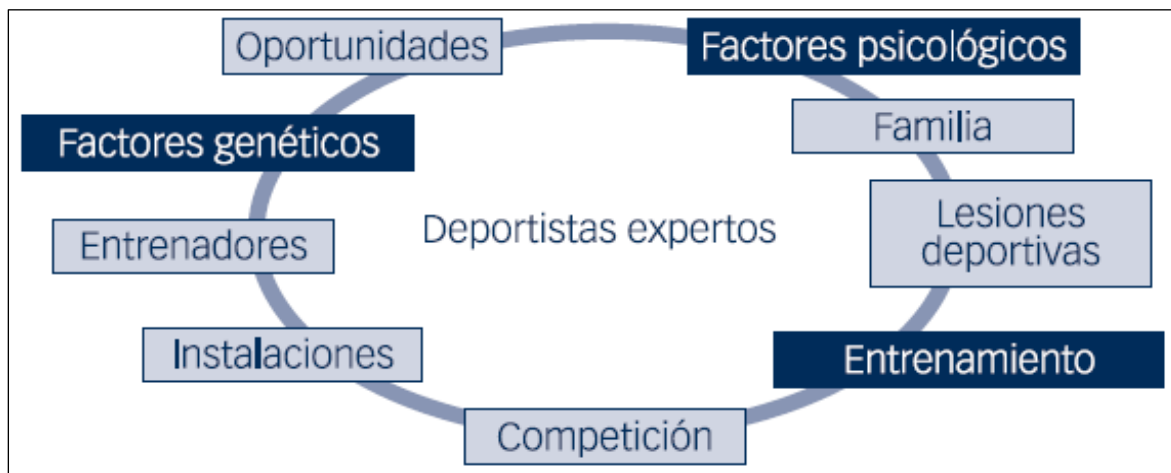 Oportunidades
Factores psicológicos
Familia
Factores genéticos
Deportistas expertos
Lesiones
deportivas
Entrenadores
Instalaciones
Entrenamiento
Competición